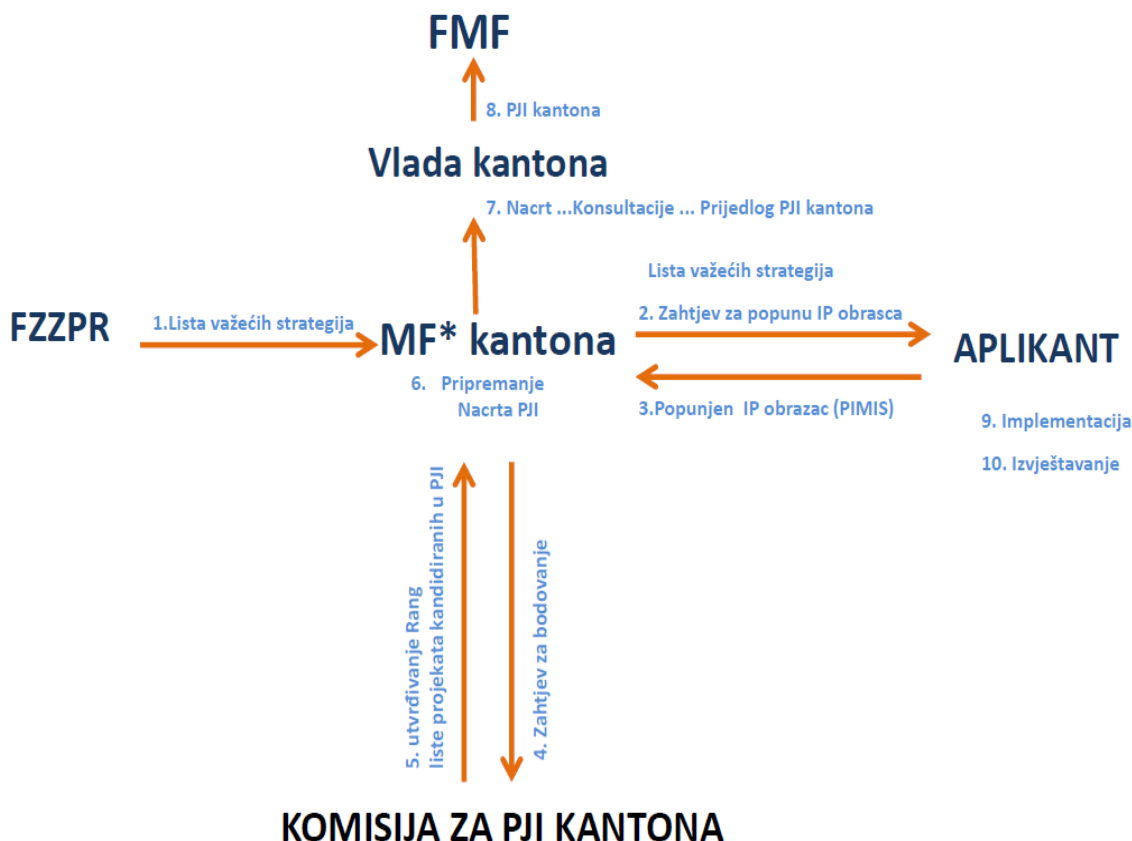 FMF
8. PJI kantona
Vlada kantona
7. Nacrt ...Konsultacije ... Prijedlog PJI kantona
Lista važećih strategija
FZZPR
1.Lista važećih strategija
MF* kantona
2. Zahtjev za popunu IP obrasca
APLIKANT
6. Pripremanje
Nacrta PJI
3.Popunjen IP obrazac (PIMIS)
9. Implementacija
10. Izvještavanje
5. utvrđivanje Rang
liste projekata kandidiranih u PJI
4. Zahtjev za bodovanje
KOMISIJA ZA PJI KANTONA